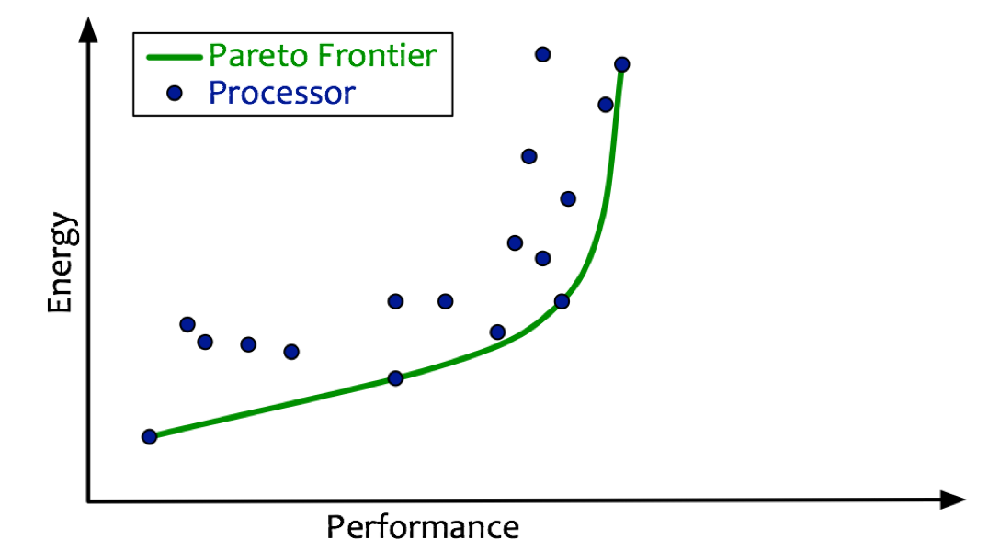 Pareto Frontier
Processor
Energy
Performance